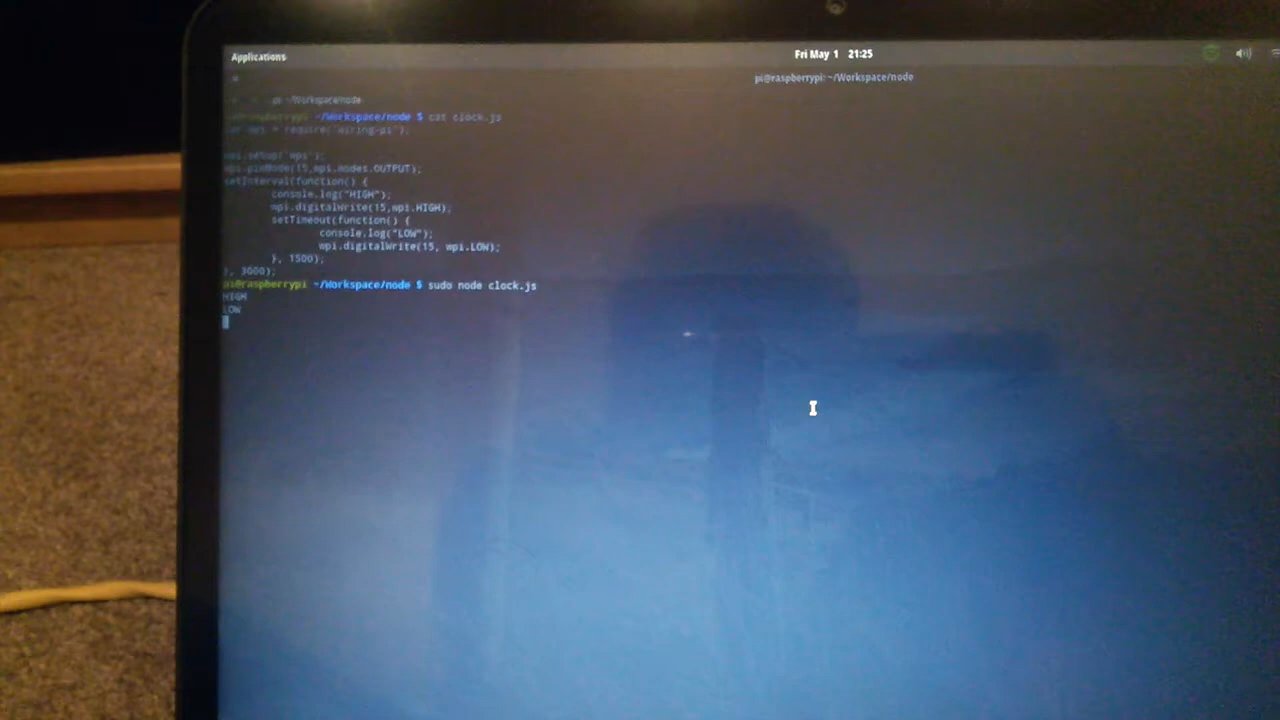 Applications
Fri May 1 21:25
pi@raspberrypi: ~/Workspace/node
pi ~/Workspace/node
pi@raspberrypi ~/Workspace/node $ cat clock.js
var wpi = require('wiring-pi');
wpi.setup('wpi');
wpi.pinMode(15,wpi.modes.OUTPUT);
setInterval(function() {
console.log("HIGH");
wpi.digitalWrite(15,wpi.HIGH);
setTimeout(function() {
console.log("LOW");
wpi.digitalWrite(15, wpi.LOW);
}, 1500);
}, 3000);
pi@raspberrypi ~/Workspace/node $ sudo node clock.js
HIGH
LOW